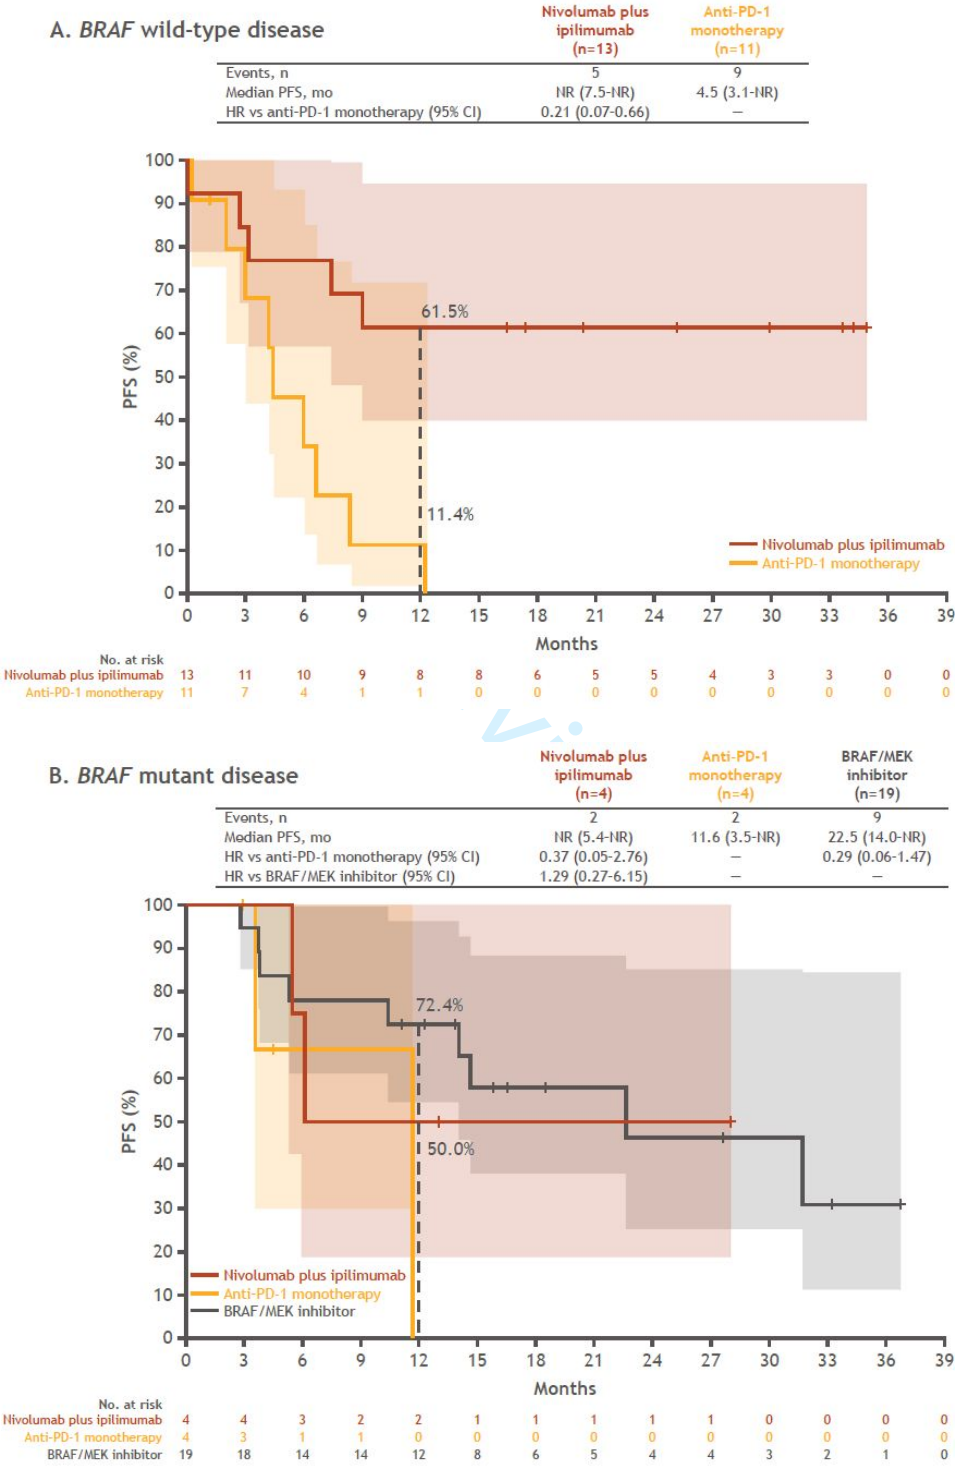 A. BRAF wild-type disease
Nivolumab plus ipilimumab (n=13)
Anti-PD-1 monotherapy (n=11)
Events, n 5 9
Median PFS, mo NR (7.5-NR) 4.5 (3.1-NR)
HR vs anti-PD-1 monotherapy (95% CI) 0.21 (0.07-0.66) —
PFS (%)
100
90
80
70
60
50
40
30
20
10
0
61.5%
11.4%
Nivolumab plus ipilimumab
Anti-PD-1 monotherapy
0 3 6 9 12 15 18 21 24 27 30 33 36 39
Months
No. at risk
Nivolumab plus ipilimumab 13 11 10 9 8 8 6 5 5 4 3 3 0 0
Anti-PD-1 monotherapy 11 7 4 1 1 0 0 0 0 0 0 0 0 0
B. BRAF mutant disease
Nivolumab plus ipilimumab (n=4)
Anti-PD-1 monotherapy (n=4)
BRAF/MEK inhibitor (n=19)
Events, n 2 2 9
Median PFS, mo NR (5.4-NR) 11.6 (3.5-NR) 22.5 (14.0-NR)
HR vs anti-PD-1 monotherapy (95% CI) 0.37 (0.05-2.76) — 0.29 (0.06-1.47)
HR vs BRAF/MEK inhibitor (95% CI) 1.29 (0.27-6.15) — —
PFS (%)
100
90
80
70
60
50
40
30
20
10
0
72.4%
50.0%
Nivolumab plus ipilimumab
Anti-PD-1 monotherapy
BRAF/MEK inhibitor
0 3 6 9 12 15 18 21 24 27 30 33 36 39
Months
No. at risk
Nivolumab plus ipilimumab 4 4 3 2 2 1 1 1 1 1 0 0 0 0
Anti-PD-1 monotherapy 4 3 1 1 0 0 0 0 0 0 0 0 0 0
BRAF/MEK inhibitor 19 18 14 14 12 8 6 5 4 4 3 2 1 0